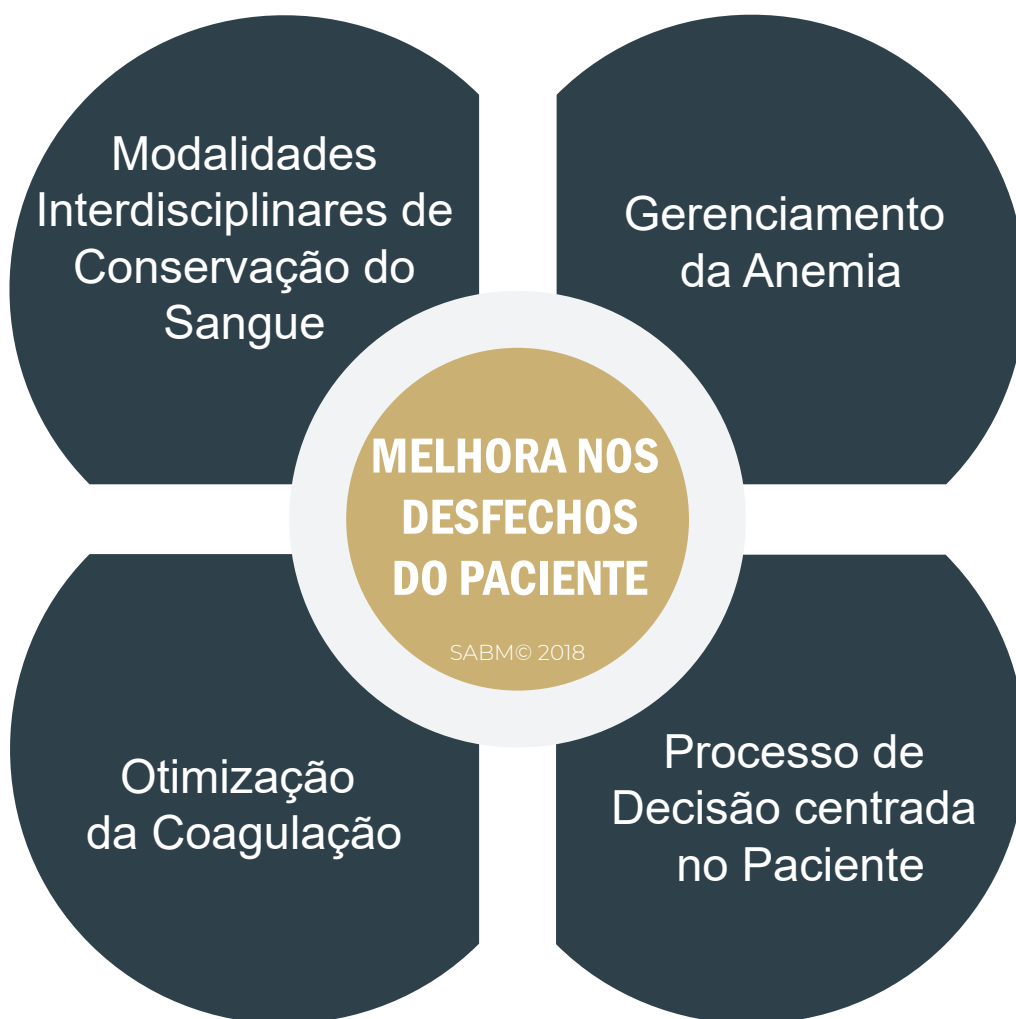 Modalidades
Interdisciplinares de
Conservação do
Sangue
Gerenciamento
da Anemia
MELHORA NOS
DESFECHOS
DO PACIENTE
SABM© 2018
Otimização
da Coagulação
Processo de
Decisão centrada
no Paciente